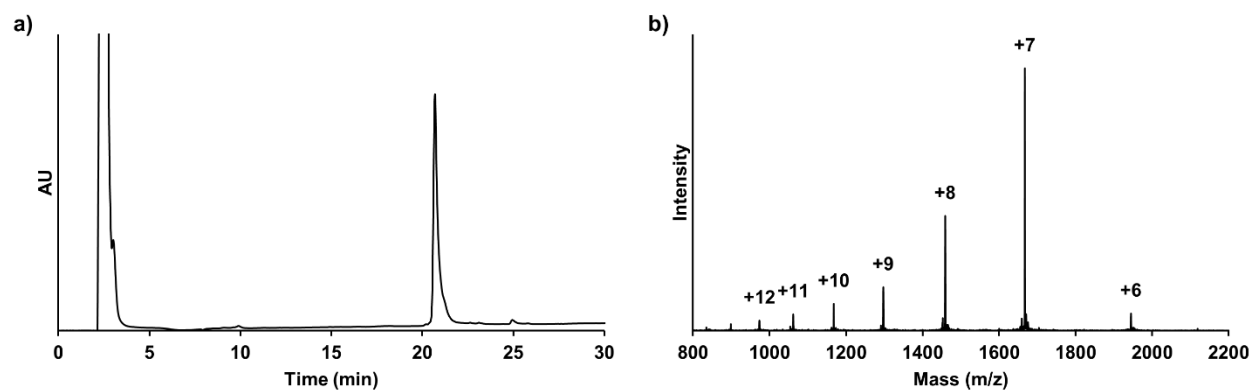 a)
AU
0 5 10 15 20 25 30
Time (min)
b)
Intensity
+12 +11 +10 +9 +8 +7 +6
800 1000 1200 1400 1600 1800 2000 2200
Mass (m/z)